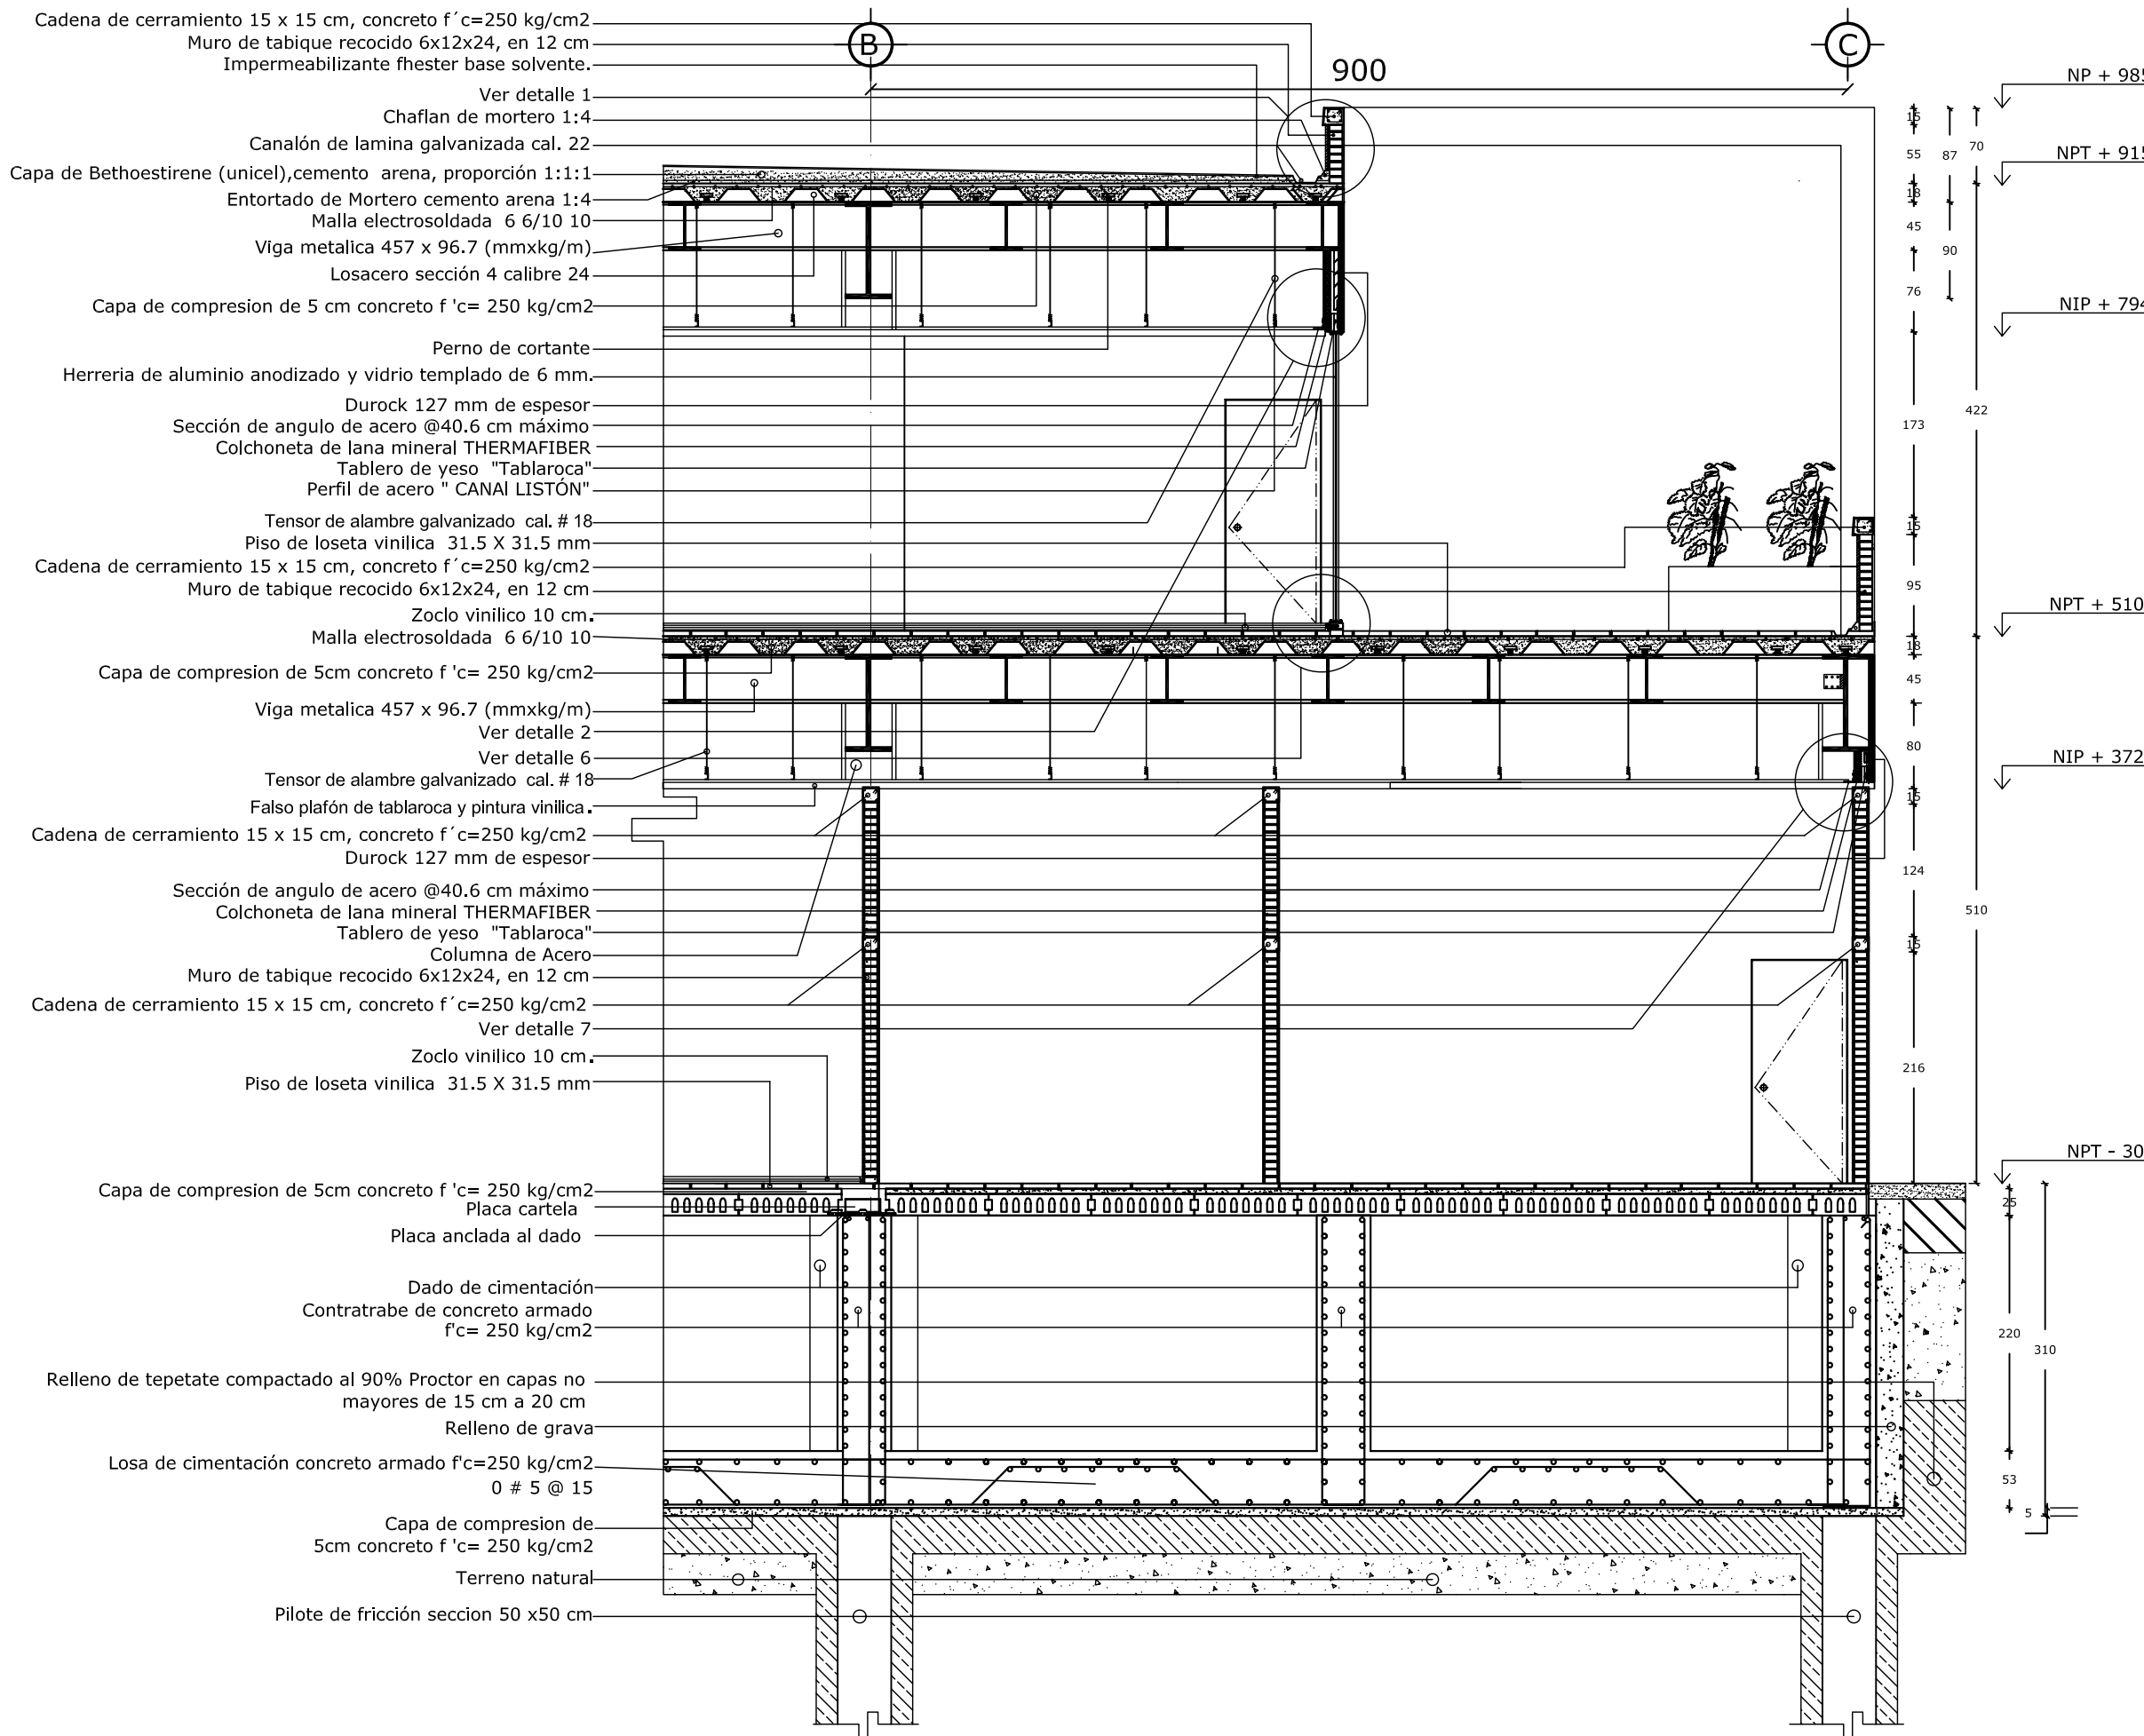 Cadena de cerramiento 15 x 15 cm, concreto f´c=250 kg/cm2
Muro de tabique recocido 6x12x24, en 12 cm
Impermeabilizante fhester base solvente.
Ver detalle 1
Chaflan de mortero 1:4
Canalón de lamina galvanizada cal. 22
Capa de Bethoestirene (unicel),cemento arena, proporción 1:1:1
Entortado de Mortero cemento arena 1:4
Malla electrosoldada 6 6/10 10
Viga metalica 457 x 96.7 (mmxkg/m)
Losacero sección 4 calibre 24
Capa de compresion de 5 cm concreto f 'c= 250 kg/cm2
Perno de cortante
Herreria de aluminio anodizado y vidrio templado de 6 mm.
Durock 127 mm de espesor
Sección de angulo de acero @40.6 cm máximo
Colchoneta de lana mineral THERMAFIBER
Tablero de yeso "Tablaroca"
Perfil de acero " CANAl LISTÓN"
Tensor de alambre galvanizado cal. # 18
Piso de loseta vinilica 31.5 X 31.5 mm
Cadena de cerramiento 15 x 15 cm, concreto f´c=250 kg/cm2
Muro de tabique recocido 6x12x24, en 12 cm
Zoclo vinilico 10 cm.
Malla electrosoldada 6 6/10 10
Capa de compresion de 5cm concreto f 'c= 250 kg/cm2
Viga metalica 457 x 96.7 (mmxkg/m)
Ver detalle 2
Ver detalle 6
Tensor de alambre galvanizado cal. # 18
Falso plafón de tablaroca y pintura vinilica.
Cadena de cerramiento 15 x 15 cm, concreto f´c=250 kg/cm2
Durock 127 mm de espesor
Sección de angulo de acero @40.6 cm máximo
Colchoneta de lana mineral THERMAFIBER
Tablero de yeso "Tablaroca"
Columna de Acero
Muro de tabique recocido 6x12x24, en 12 cm
Cadena de cerramiento 15 x 15 cm, concreto f´c=250 kg/cm2
Ver detalle 7
Zoclo vinilico 10 cm.
Piso de loseta vinilica 31.5 X 31.5 mm
Capa de compresion de 5cm concreto f 'c= 250 kg/cm2
Placa cartela
Placa anclada al dado
Dado de cimentación
Contratrabe de concreto armado
f'c= 250 kg/cm2
Relleno de tepetate compactado al 90% Proctor en capas no
mayores de 15 cm a 20 cm
Relleno de grava
Losa de cimentación concreto armado f'c=250 kg/cm2
0 # 5 @ 15
Capa de compresion de
5cm concreto f 'c= 250 kg/cm2
Terreno natural
Pilote de fricción seccion 50 x50 cm
B
C
900
15
55
18
45
76
173
15
95
18
45
80
15
124
15
216
87
90
70
422
510
25
220
53
5
310
NP + 985
NPT + 915
NIP + 794
NPT + 510
NIP + 372
NPT - 30